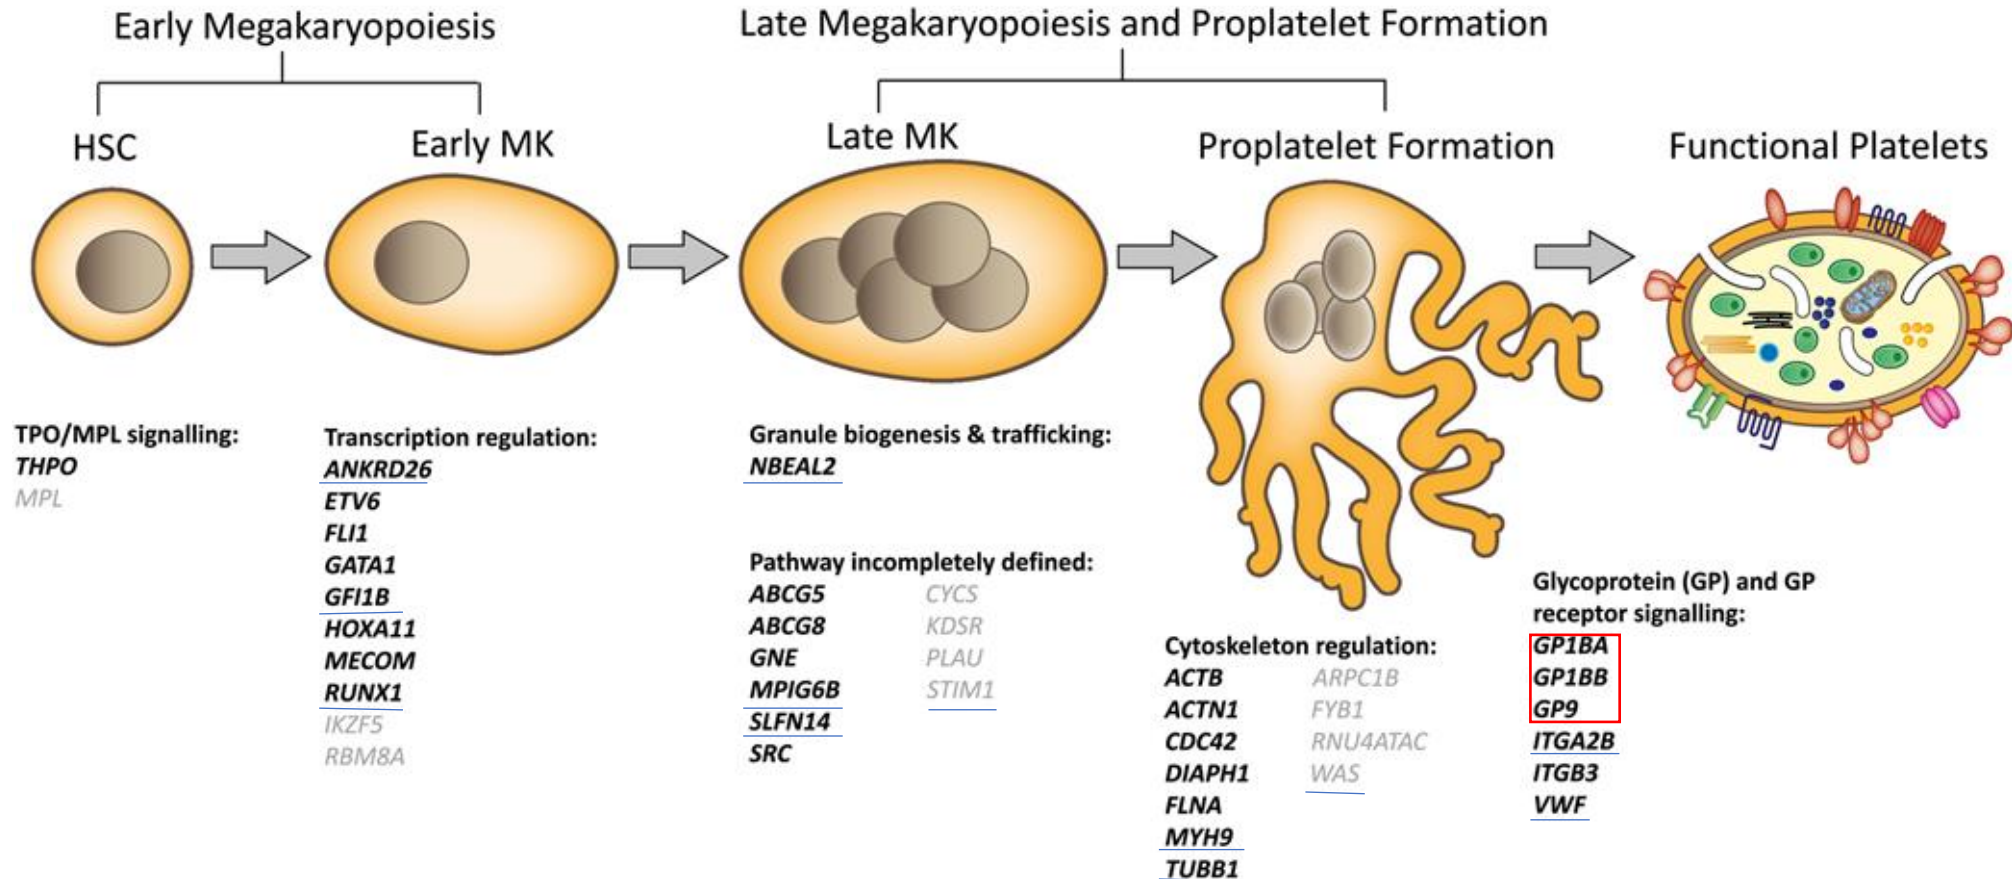 Early Megakaryopoiesis
Late Megakaryopoiesis and Proplatelet Formation
HSC
Early MK
Late MK
Proplatelet Formation
Functional Platelets
TPO/MPL signalling:
THPO
MPL
Transcription regulation:
ANKRD26
ETV6
FLI1
GATA1
GFI1B
HOXA11
MECOM
RUNX1
IKZF5
RBM8A
Granule biogenesis & trafficking:
NBEAL2
Pathway incompletely defined:
ABCG5
ABCG8
GNE
MPIG6B
SLFN14
SRC
CYCS
KDSR
PLAU
STIM1
Cytoskeleton regulation:
ACTB
ACTN1
CDC42
DIAPH1
FLNA
MYH9
TUBB1
ARPC1B
FYB1
RNU4ATAC
WAS
Glycoprotein (GP) and GP
receptor signalling:
GP1BA
GP1BB
GP9
ITGA2B
ITGB3
VWF